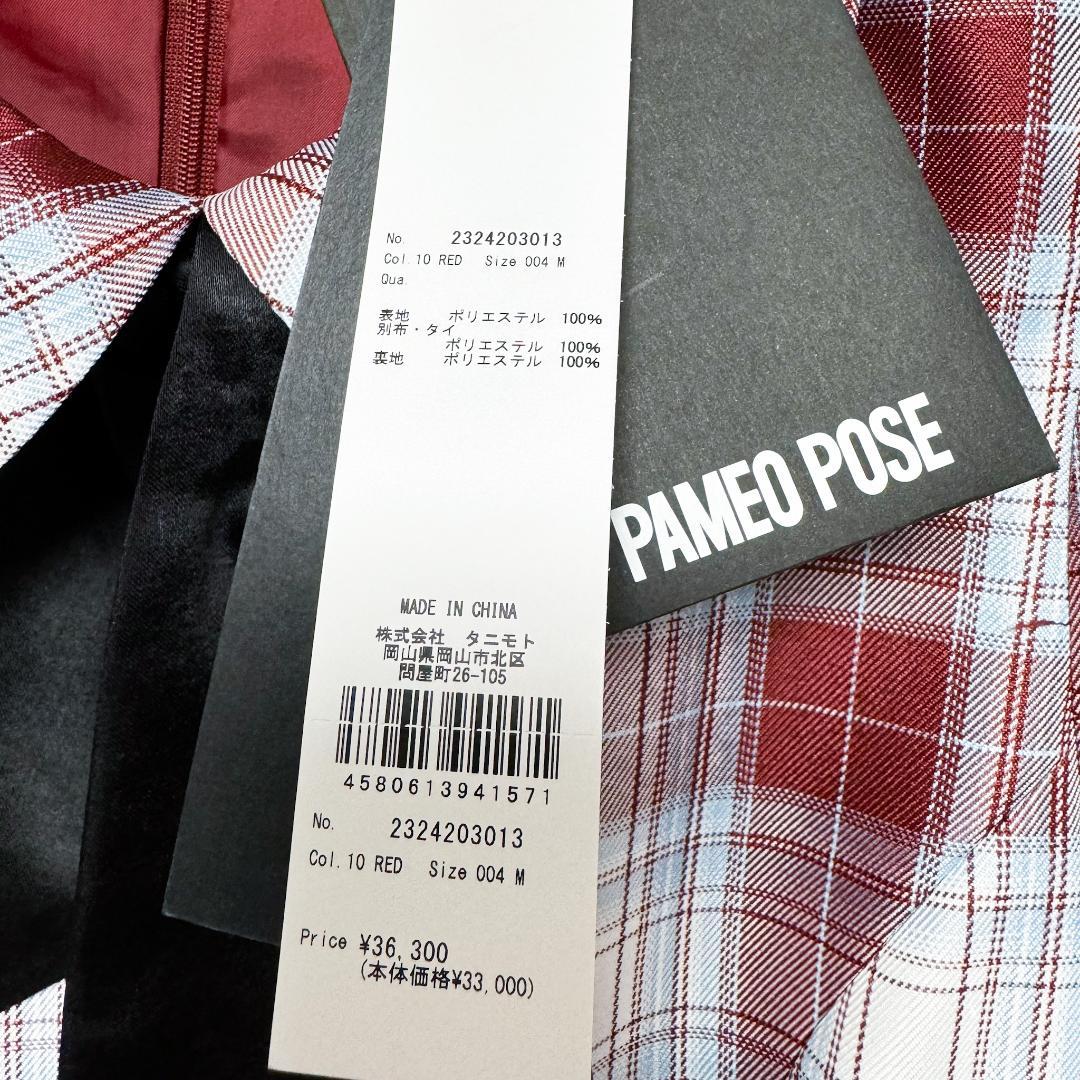 No. 2324203013
Col.10 RED Size 004 M
Qua.
表地 ポリエステル 100%
別布・タイ
ポリエステル 100%
裏地 ポリエステル 100%
PAMEO POSE
MADE IN CHINA
株式会社 タニモト
岡山県岡山市北区
問屋町26-105
4580613941571
No. 2324203013
Col.10 RED Size 004 M
Price ¥36,300
(本体価格¥33,000)